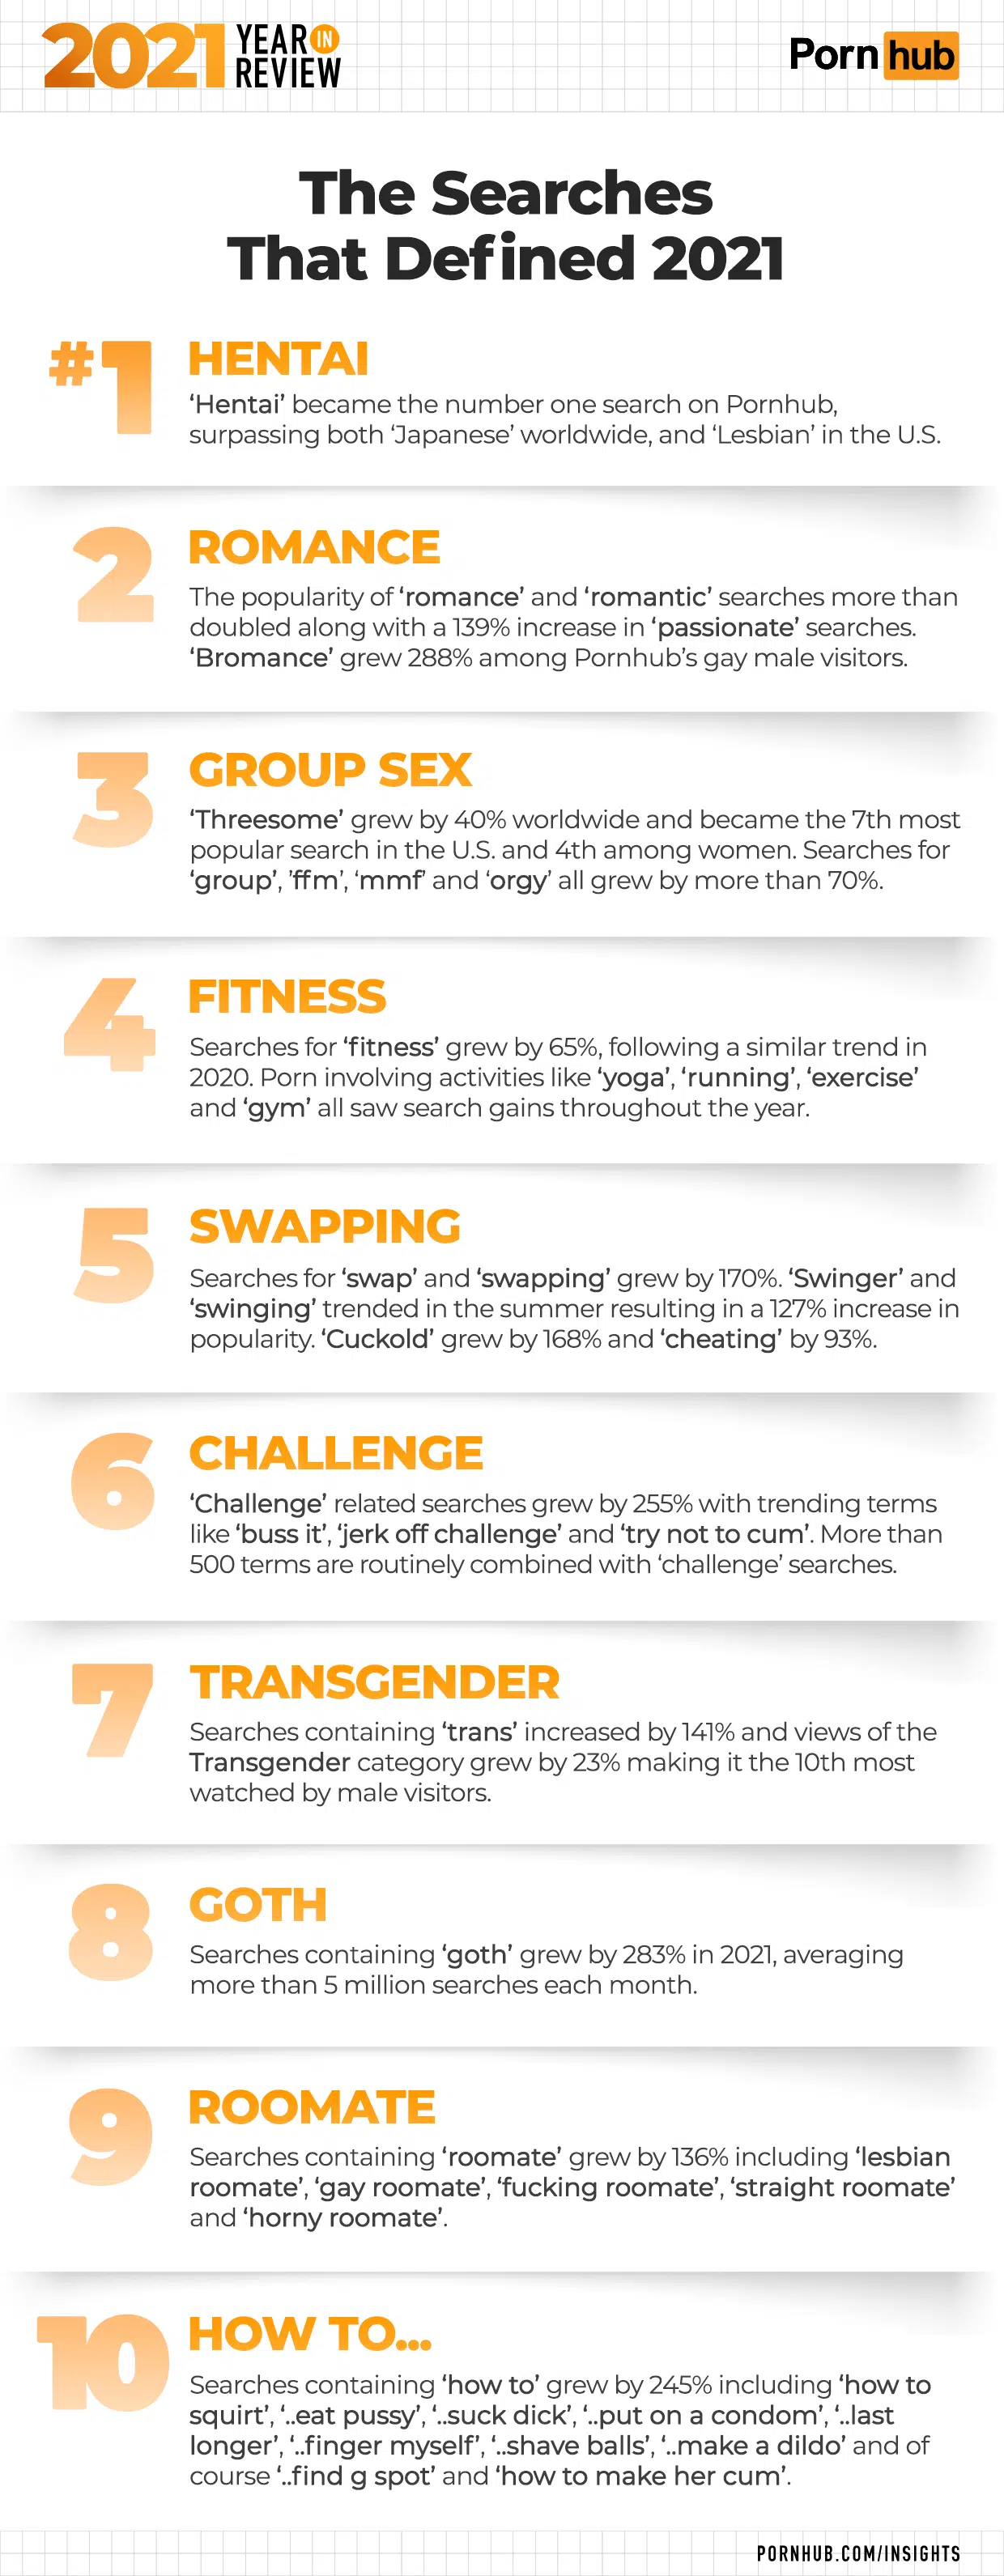 2021 YEAR IN REVIEW
Pornhub
The Searches
That Defined 2021
#1 HENTAI
‘Hentai’ became the number one search on Pornhub,
surpassing both ‘Japanese’ worldwide, and ‘Lesbian’ in the U.S.
2 ROMANCE
The popularity of ‘romance’ and ‘romantic’ searches more than
doubled along with a 139% increase in ‘passionate’ searches.
‘Bromance’ grew 288% among Pornhub’s gay male visitors.
3 GROUP SEX
‘Threesome’ grew by 40% worldwide and became the 7th most
popular search in the U.S. and 4th among women. Searches for
‘group’, ’ffm’, ‘mmf’ and ‘orgy’ all grew by more than 70%.
4 FITNESS
Searches for ‘fitness’ grew by 65%, following a similar trend in
2020. Porn involving activities like ‘yoga’, ‘running’, ‘exercise’
and ‘gym’ all saw search gains throughout the year.
5 SWAPPING
Searches for ‘swap’ and ‘swapping’ grew by 170%. ‘Swinger’ and
‘swinging’ trended in the summer resulting in a 127% increase in
popularity. ‘Cuckold’ grew by 168% and ‘cheating’ by 93%.
6 CHALLENGE
‘Challenge’ related searches grew by 255% with trending terms
like ‘buss it’, ‘jerk off challenge’ and ‘try not to cum’. More than
500 terms are routinely combined with ‘challenge’ searches.
7 TRANSGENDER
Searches containing ‘trans’ increased by 141% and views of the
Transgender category grew by 23% making it the 10th most
watched by male visitors.
8 GOTH
Searches containing ‘goth’ grew by 283% in 2021, averaging
more than 5 million searches each month.
9 ROOMATE
Searches containing ‘roomate’ grew by 136% including ‘lesbian
roomate’, ‘gay roomate’, ‘fucking roomate’, ‘straight roomate’
and ‘horny roomate’.
10 HOW TO...
Searches containing ‘how to’ grew by 245% including ‘how to
squirt’, ‘..eat pussy’, ‘..suck dick’, ‘..put on a condom’, ‘..last
longer’, ‘..finger myself’, ‘..shave balls’, ‘..make a dildo’ and of
course ‘..find g spot’ and ‘how to make her cum’.
PORNHUB.COM/INSIGHTS